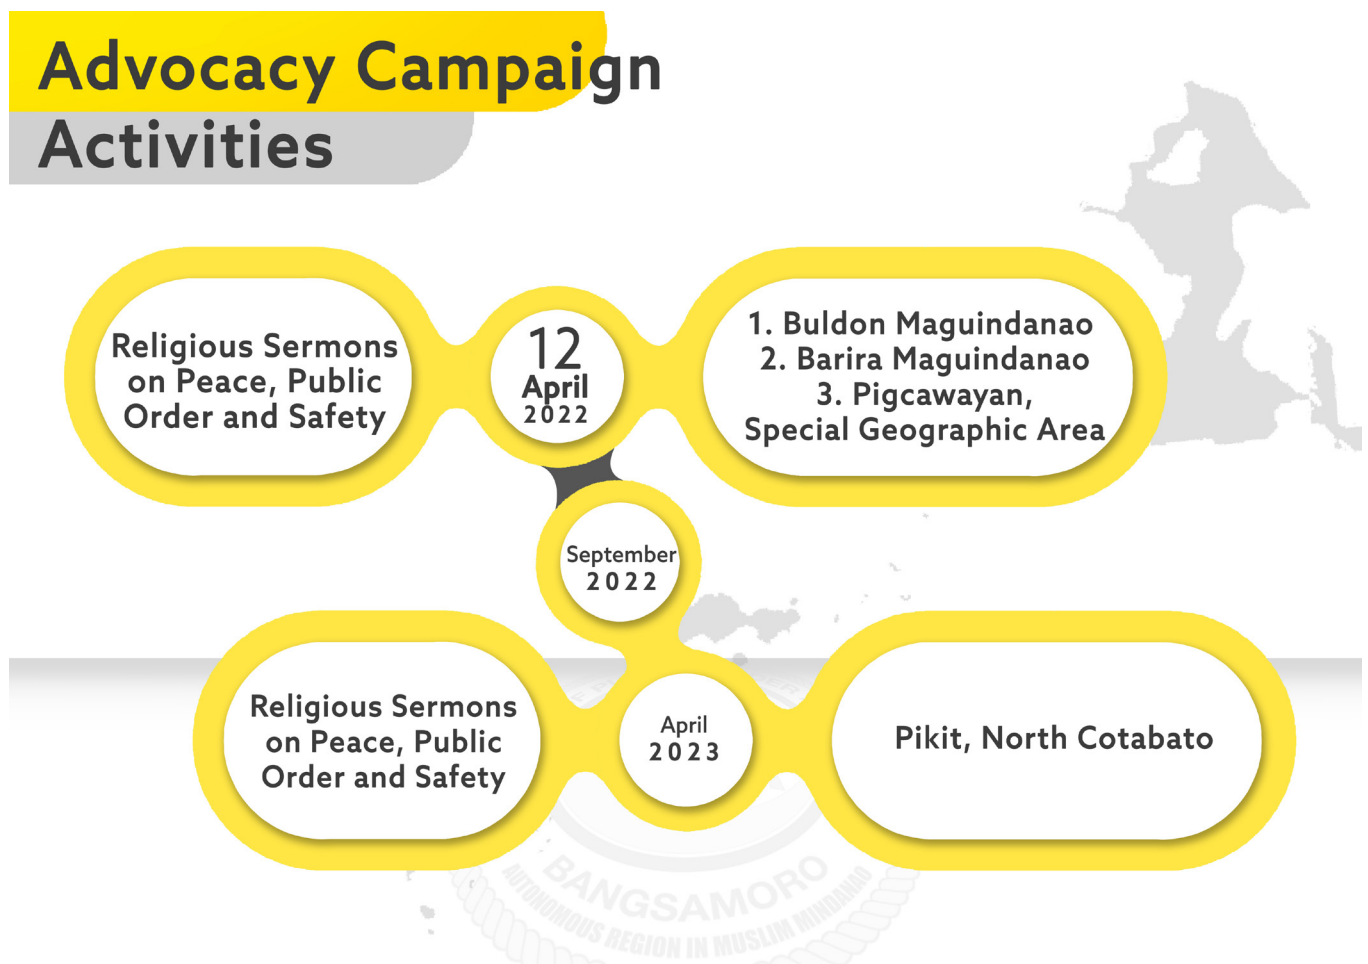 Advocacy Campaign
Activities
Religious Sermons
on Peace, Public
Order and Safety
12
April
2022
1. Buldon Maguindanao
2. Barira Maguindanao
3. Pigcawayan,
Special Geographic Area
September
2022
Religious Sermons
on Peace, Public
Order and Safety
April
2023
Pikit, North Cotabato
BANGSAMORO
AUTONOMOUS REGION IN MUSLIM MINDANAO